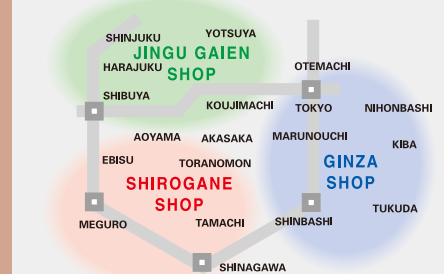 YOTSUYA
SHINJUKU
JINGU GAIEN
SHOP
HARAJUKU
OTEMACHI
SHIBUYA
KOUJIMACHI
TOKYO
NIHONBASHI
AOYAMA
AKASAKA
MARUNOUCHI
KIBA
EBISU
TORANOMON
GINZA
SHOP
SHIROGANE
SHOP
TUKUDA
MEGURO
TAMACHI
SHINBASHI
SHINAGAWA